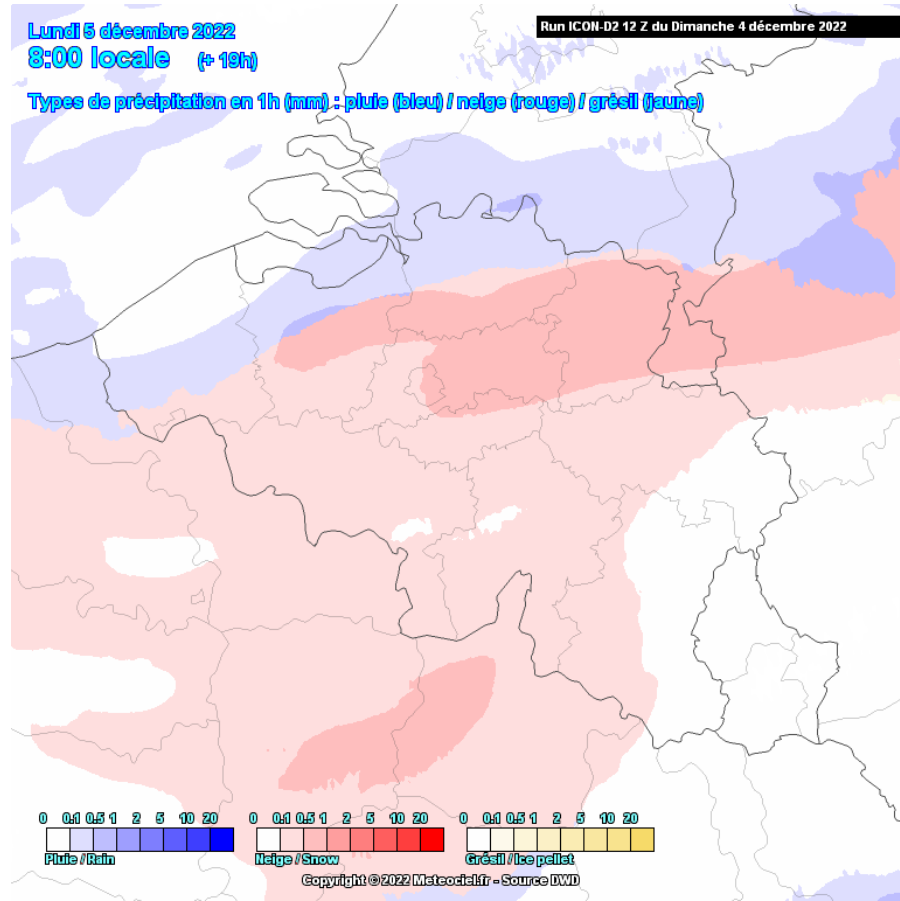 Lundi 5 décembre 2022
Run ICON-D2 12 Z du Dimanche 4 décembre 2022
8:00 locale (+ 19h)
Types de précipitation en 1h (mm) : pluie (bleu) / neige (rouge) / grésil (jaune)
0 0.1 0.5 1 2 5 10 20
Pluie / Rain
0 0.1 0.5 1 2 5 10 20
Neige / Snow
0 0.1 0.5 1 2 5 10 20
Grésil / Ice pellet
Copyright © 2022 Meteociel.fr - Source DWD